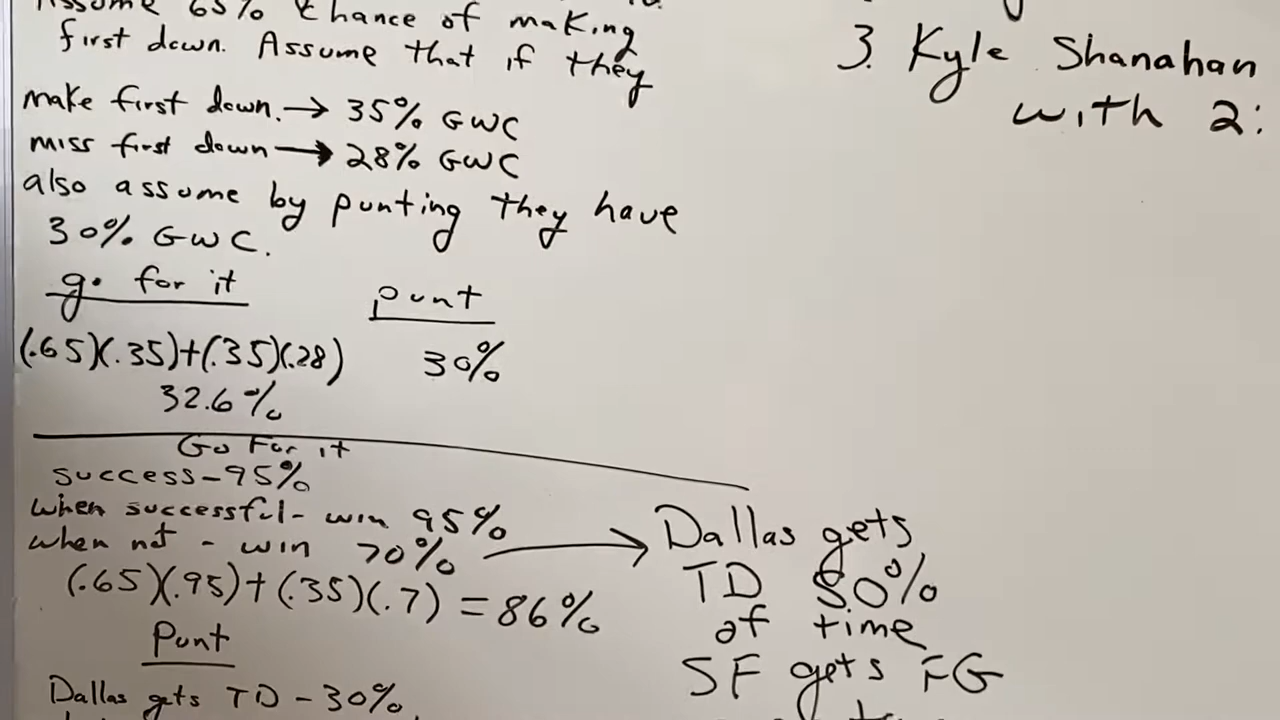 Assume 65% chance of making
first down. Assume that if they
make first down. → 35% GWC
miss first down → 28% GWC
also assume by punting they have
30% GWC.
go for it
punt
(.65)(.35)+(.35)(.28)
30%
32.6%
Go For it
success - 95%
when successful - win 95%
when not - win 70% →
(.65)(.95)+(.35)(.7) = 86%
Punt
Dallas gets TD - 30%
3. Kyle Shanahan
with 2:
Dallas gets
TD 50%
of time
SF gets FG